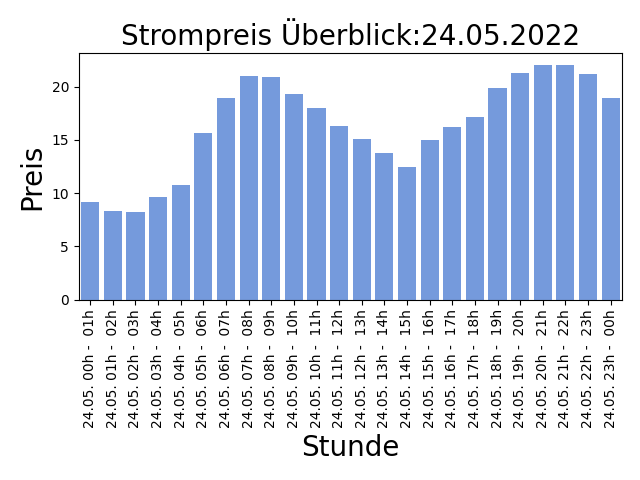 Strompreis Überblick:24.05.2022
Preis
20
15
10
5
0
24.05. 00h - 01h
24.05. 01h - 02h
24.05. 02h - 03h
24.05. 03h - 04h
24.05. 04h - 05h
24.05. 05h - 06h
24.05. 06h - 07h
24.05. 07h - 08h
24.05. 08h - 09h
24.05. 09h - 10h
24.05. 10h - 11h
24.05. 11h - 12h
24.05. 12h - 13h
24.05. 13h - 14h
24.05. 14h - 15h
24.05. 15h - 16h
24.05. 16h - 17h
24.05. 17h - 18h
24.05. 18h - 19h
24.05. 19h - 20h
24.05. 20h - 21h
24.05. 21h - 22h
24.05. 22h - 23h
24.05. 23h - 00h
Stunde